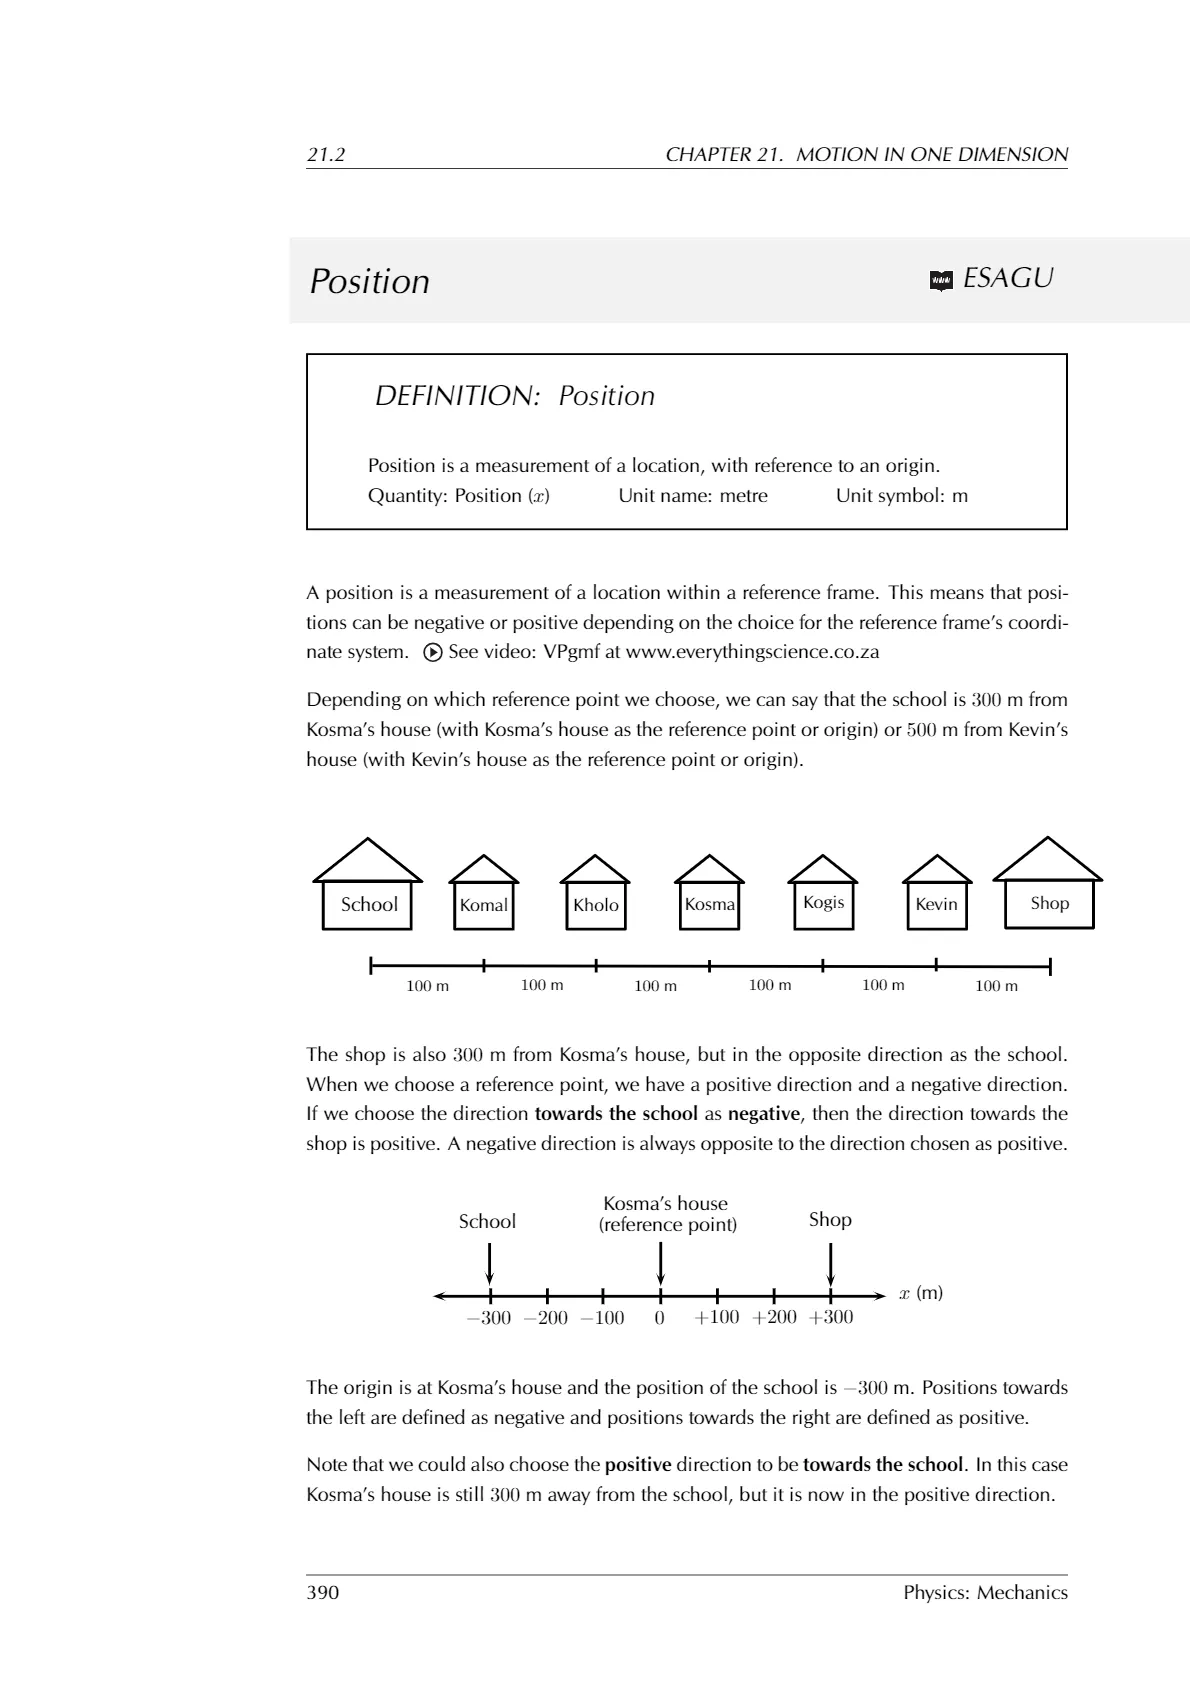 21.2 CHAPTER 21. MOTION IN ONE DIMENSION
Position ESAGU
DEFINITION: Position
Position is a measurement of a location, with reference to an origin.
Quantity: Position (x) Unit name: metre Unit symbol: m
A position is a measurement of a location within a reference frame. This means that posi-
tions can be negative or positive depending on the choice for the reference frame’s coordi-
nate system. See video: VPgmf at www.everythingscience.co.za
Depending on which reference point we choose, we can say that the school is 300 m from
Kosma’s house (with Kosma’s house as the reference point or origin) or 500 m from Kevin’s
house (with Kevin’s house as the reference point or origin).
School Komal Kholo Kosma Kogis Kevin Shop
100 m 100 m 100 m 100 m 100 m 100 m
The shop is also 300 m from Kosma’s house, but in the opposite direction as the school.
When we choose a reference point, we have a positive direction and a negative direction.
If we choose the direction towards the school as negative, then the direction towards the
shop is positive. A negative direction is always opposite to the direction chosen as positive.
Kosma’s house
School (reference point) Shop
x (m)
−300 −200 −100 0 +100 +200 +300
The origin is at Kosma’s house and the position of the school is −300 m. Positions towards
the left are defined as negative and positions towards the right are defined as positive.
Note that we could also choose the positive direction to be towards the school. In this case
Kosma’s house is still 300 m away from the school, but it is now in the positive direction.
390 Physics: Mechanics